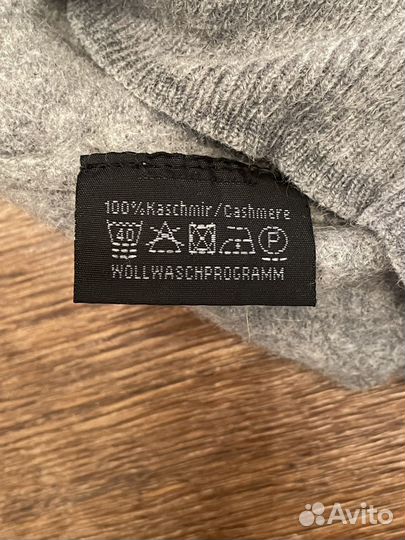 100% Kaschmir/Cashmere
40 P
WOLLWASCHPROGRAMM
Avito